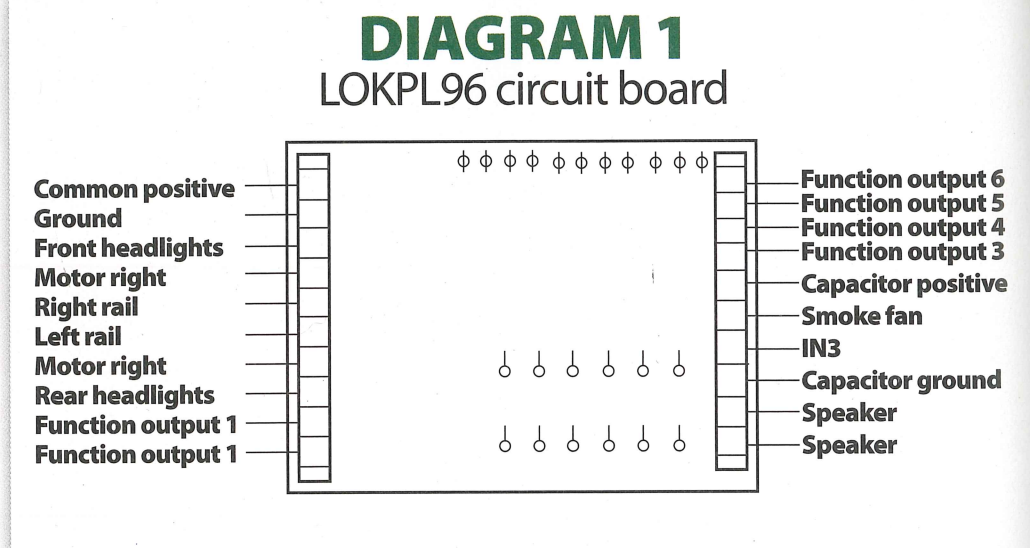 DIAGRAM 1
LOKPL96 circuit board
Common positive
Ground
Front headlights
Motor right
Right rail
Left rail
Motor right
Rear headlights
Function output 1
Function output 1
Function output 6
Function output 5
Function output 4
Function output 3
Capacitor positive
Smoke fan
IN3
Capacitor ground
Speaker
Speaker